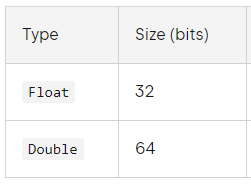 Type Size (bits)
Float 32
Double 64